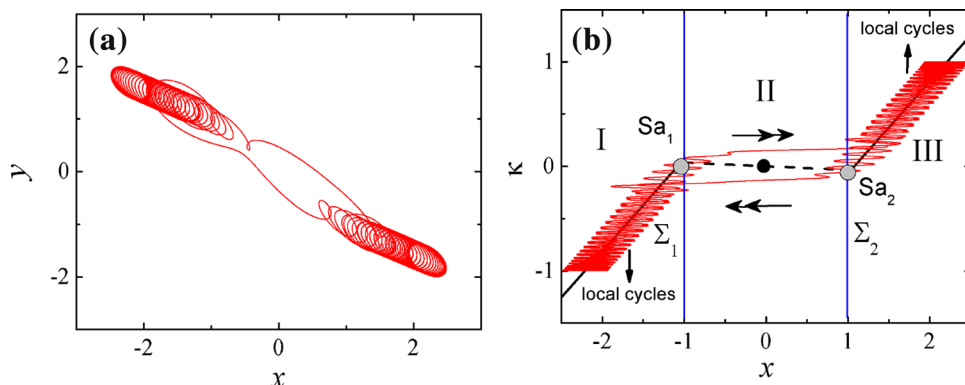 (a)
y
2
0
-2
-2
0
2
x
(b)
κ
1
0
-1
local cycles
II
I
Sa1
III
Sa2
Σ1
Σ2
local cycles
-2
-1
0
1
2
x